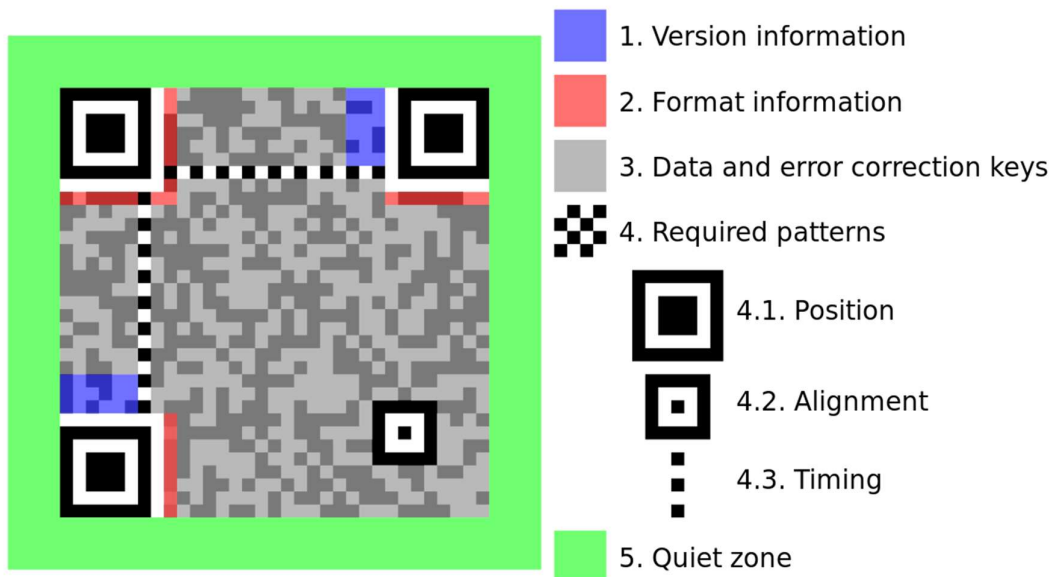 1. Version information
2. Format information
3. Data and error correction keys
4. Required patterns
4.1. Position
4.2. Alignment
4.3. Timing
5. Quiet zone